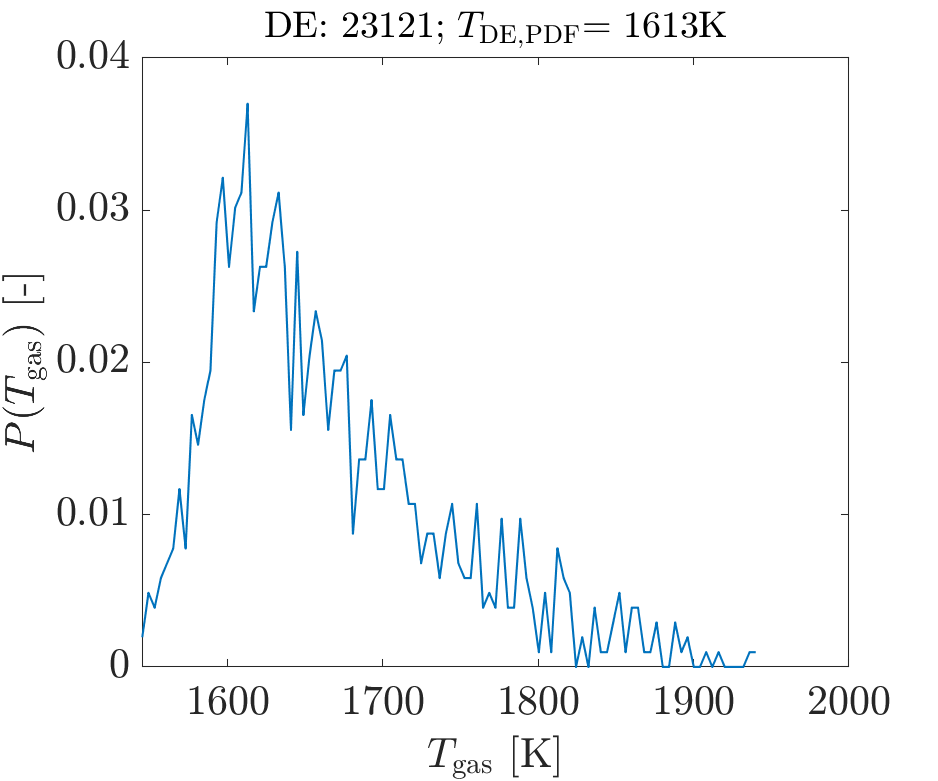 DE: 23121; T_DE,PDF= 1613K
0.04
0.03
0.02
0.01
0
P(T_gas) [-]
1600 1700 1800 1900 2000
T_gas [K]